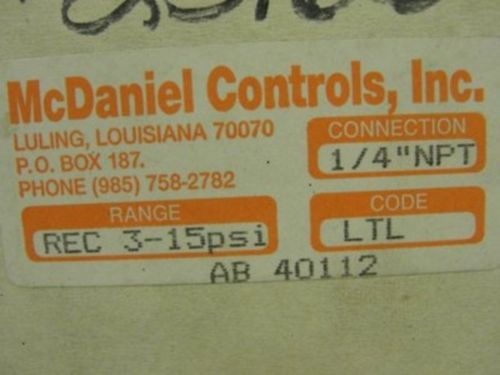 McDaniel Controls, Inc.
LULING, LOUISIANA 70070
P.O. BOX 187.
PHONE (985) 758-2782
CONNECTION
1/4"NPT
RANGE
REC 3-15psi
CODE
LTL
AB 40112